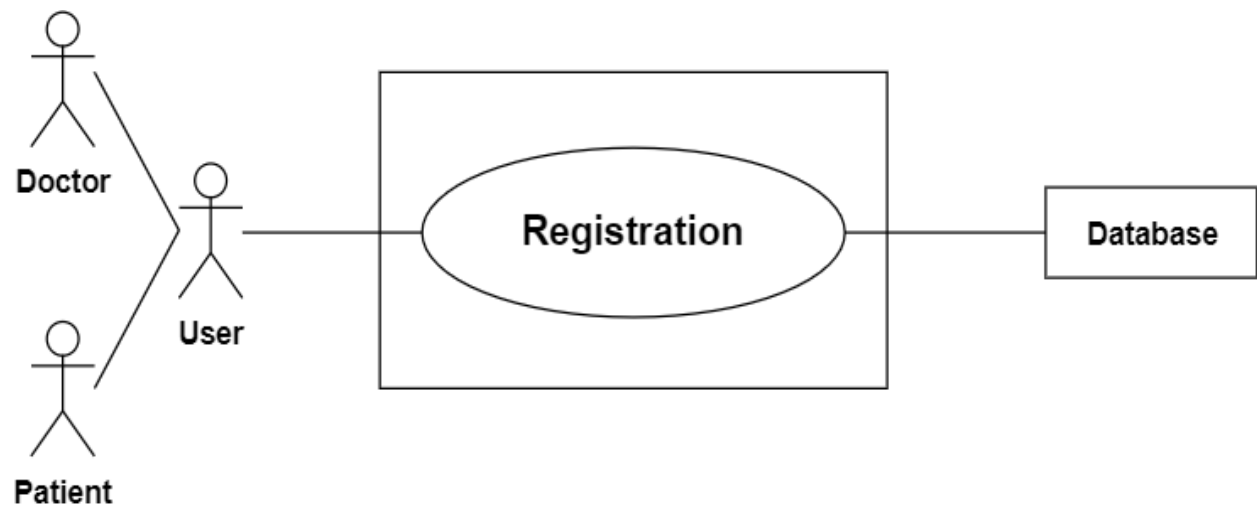 Doctor
User
Patient
Registration
Database